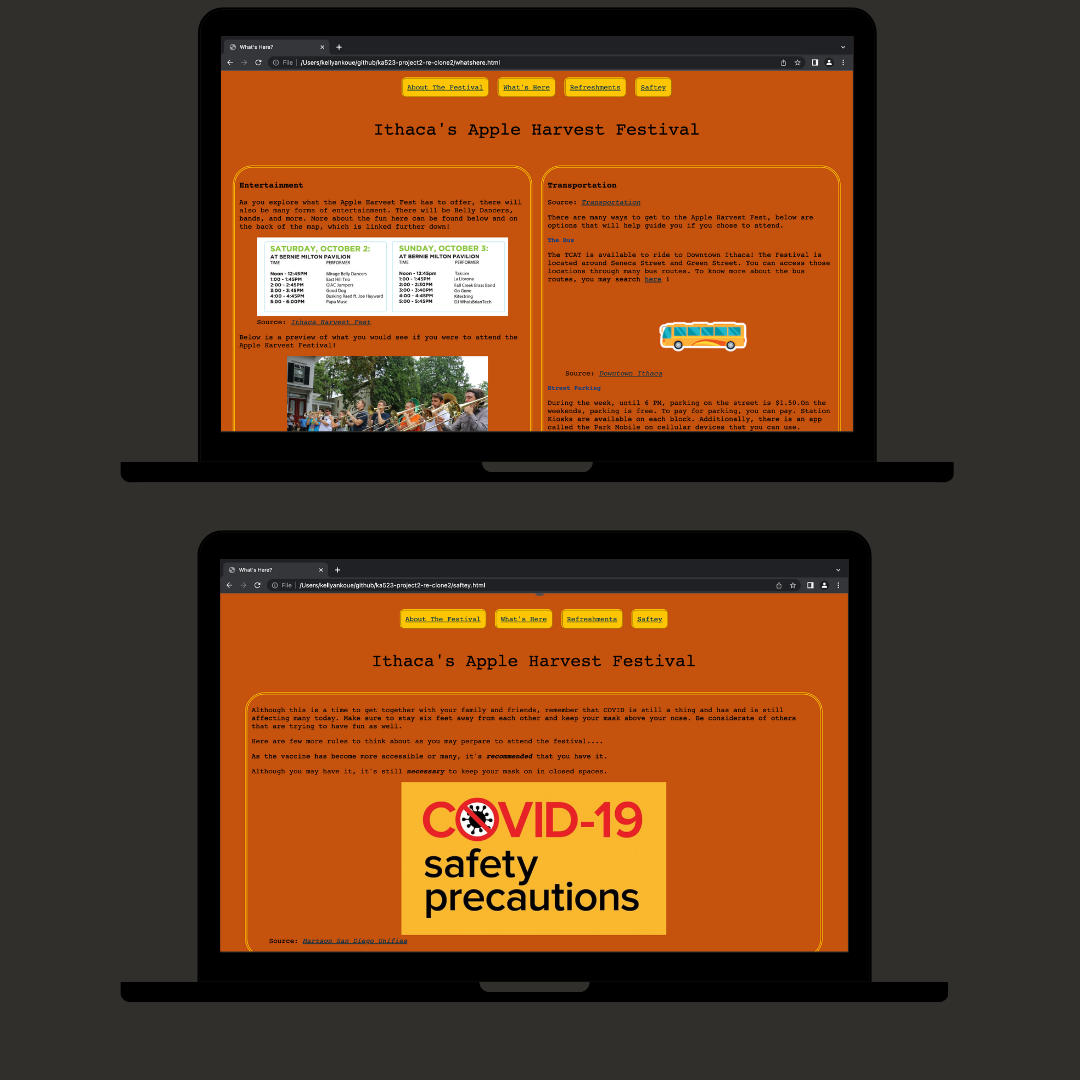 What's Here?
File /Users/kellyankoue/github/ka523-project2-re-clone2/whatshere.html
About The Festival What's Here Refreshments Saftey
Ithaca's Apple Harvest Festival
Entertainment
As you explore what the Apple Harvest Fest has to offer, there will
also be many forms of entertainment. There will be Belly Dancers,
bands, and more. More about the fun here can be found below and on
the back of the map, which is linked further down!
SATURDAY, OCTOBER 2:
AT BERNIE MILTON PAVILION
TIME PERFORMER
Noon - 12:45PM Mirage Belly Dancers
1:00 - 1:45PM East Hill Trio
2:00 - 2:45PM GIAC Jumpers
3:00 - 3:45PM Good Dog
4:00 - 4:45PM Busking Reed ft. Joe Hayward
5:00 - 6:00PM Papa Muse
SUNDAY, OCTOBER 3:
AT BERNIE MILTON PAVILION
TIME PERFORMER
Noon - 12:45pm
1:00 - 1:45PM La Llorona
2:00 - 2:30PM Fall Creek Brass Band
3:00 - 3:40PM Go Gone
4:00 - 4:45PM Kitestring
5:00 - 5:45PM DJ WhatsBrianTech
Source: Ithaca Harvest Fest
Below is a preview of what you would see if you were to attend the
Apple Harvest Festival!
Transportation
Source: Transportation
There are many ways to get to the Apple Harvest Fest, below are
options that will help guide you if you chose to attend.
The Bus
The TCAT is available to ride to Downtown Ithaca! The Festival is
located around Seneca Street and Green Street. You can access those
locations through many bus routes. To know more about the bus
routes, you may search here !
Source: Downtown Ithaca
Street Parking
During the week, until 6 PM, parking on the street is $1.50.On the
weekends, parking is free. To pay for parking, you can pay. Station
Kiosks are available on each block. Additionally, there is an app
called the Park Mobile on cellular devices that you can use.
What's Here?
File /Users/kellyankoue/github/ka523-project2-re-clone2/saftey.html
About The Festival What's Here Refreshments Saftey
Ithaca's Apple Harvest Festival
Although this is a time to get together with your family and friends, remember that COVID is still a thing and has and is still
affecting many today. Make sure to stay six feet away from each other and keep your mask above your nose. Be considerate of others
that are trying to have fun as well.
Here are few more rules to think about as you may perpare to attend the festival....
As the vaccine has become more accessible or many, it's recommended that you have it.
Although you may have it, it's still necessary to keep your mask on in closed spaces.
COVID-19
safety
precautions
Source: San Diego Unified